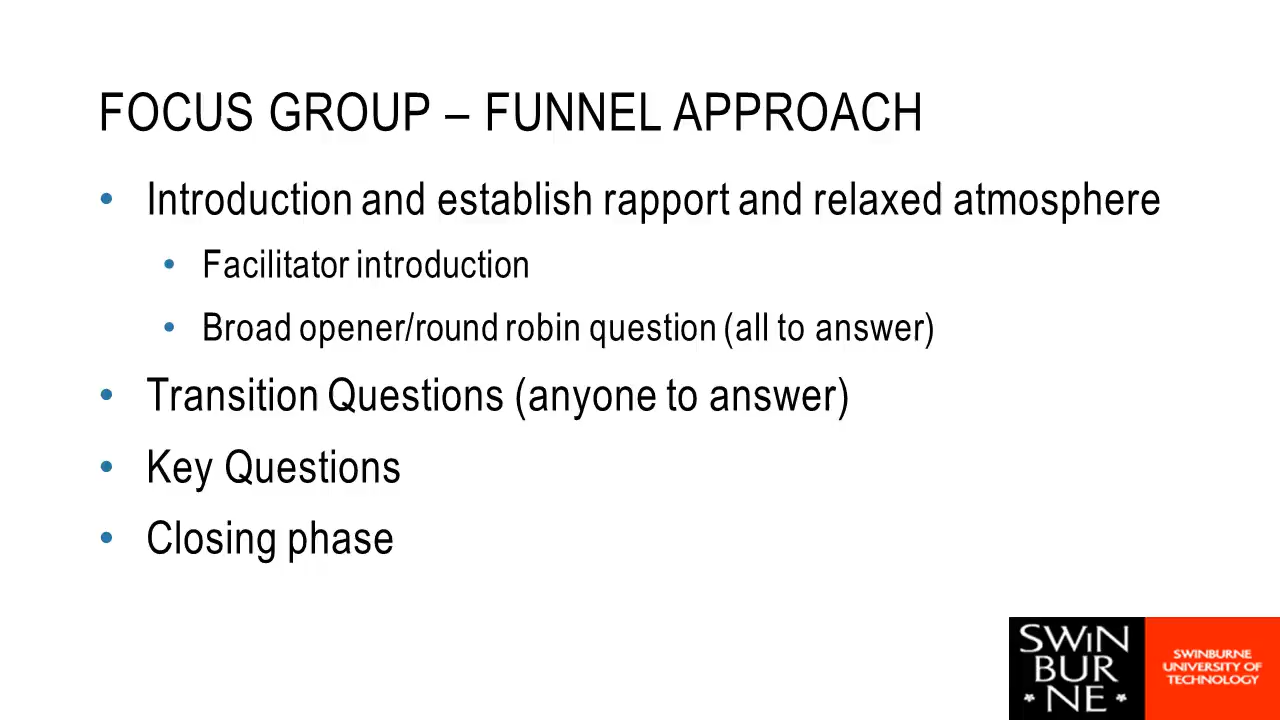 FOCUS GROUP – FUNNEL APPROACH
• Introduction and establish rapport and relaxed atmosphere
• Facilitator introduction
• Broad opener/round robin question (all to answer)
• Transition Questions (anyone to answer)
• Key Questions
• Closing phase
SWIN
BUR
* NE *
SWINBURNE
UNIVERSITY OF
TECHNOLOGY